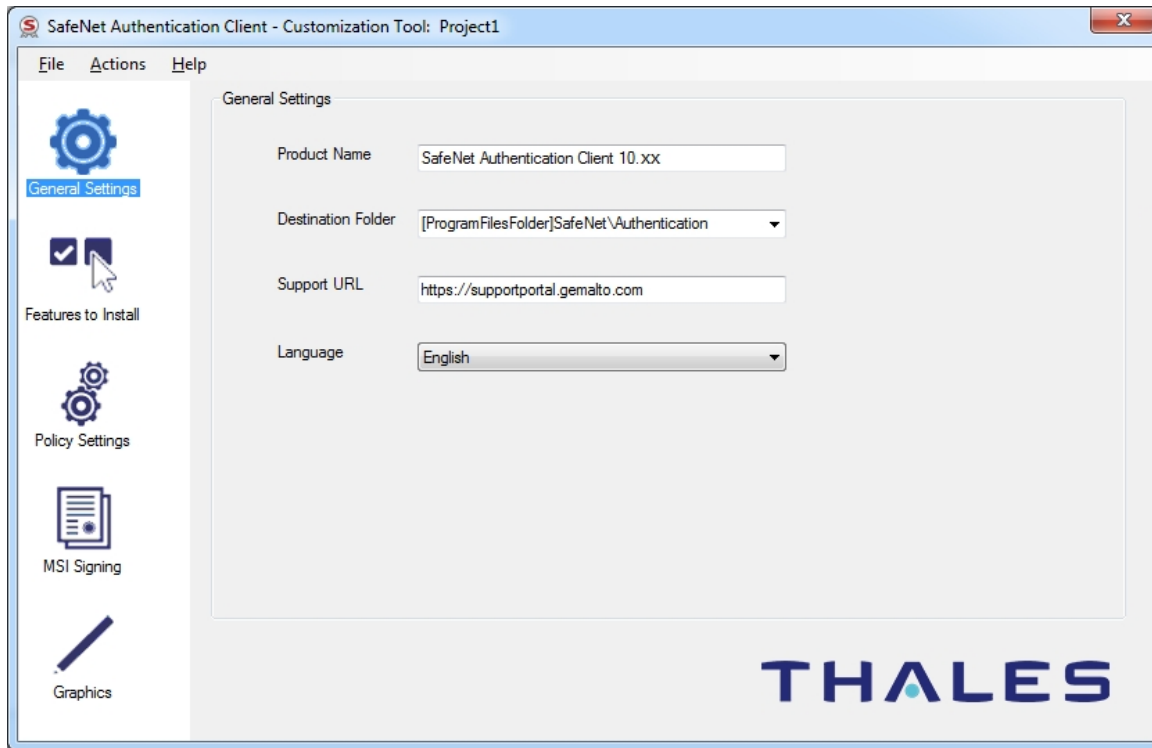 SafeNet Authentication Client - Customization Tool: Project1
File Actions Help
General Settings
Features to Install
Policy Settings
MSI Signing
Graphics
General Settings
Product Name
SafeNet Authentication Client 10.xx
Destination Folder
[ProgramFilesFolder]SafeNet\Authentication
Support URL
https://supportportal.gemalto.com
Language
English
THALES